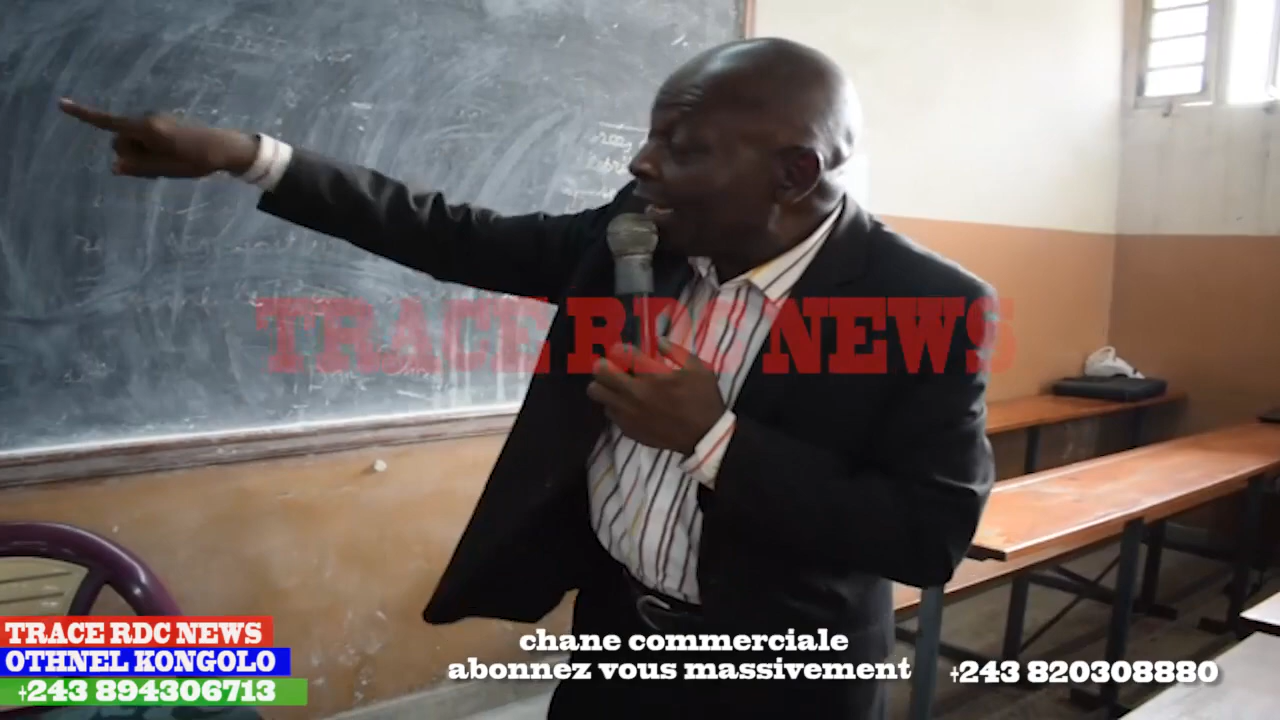 TRACE RDC NEWS
TRACE RDC NEWS
OTHNEL KONGOLO
+243 894306713
chane commerciale
abonnez vous massivement
+243 820308880